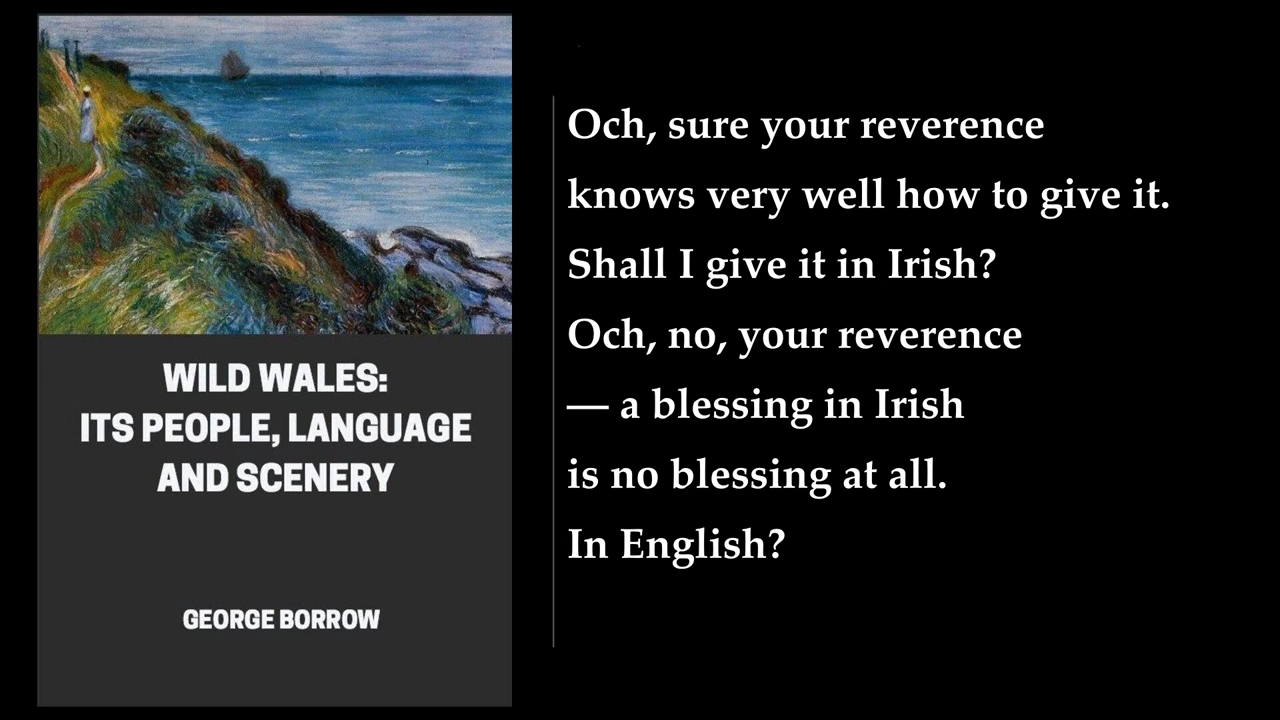 WILD WALES:
ITS PEOPLE, LANGUAGE
AND SCENERY
GEORGE BORROW
Och, sure your reverence
knows very well how to give it.
Shall I give it in Irish?
Och, no, your reverence
— a blessing in Irish
is no blessing at all.
In English?